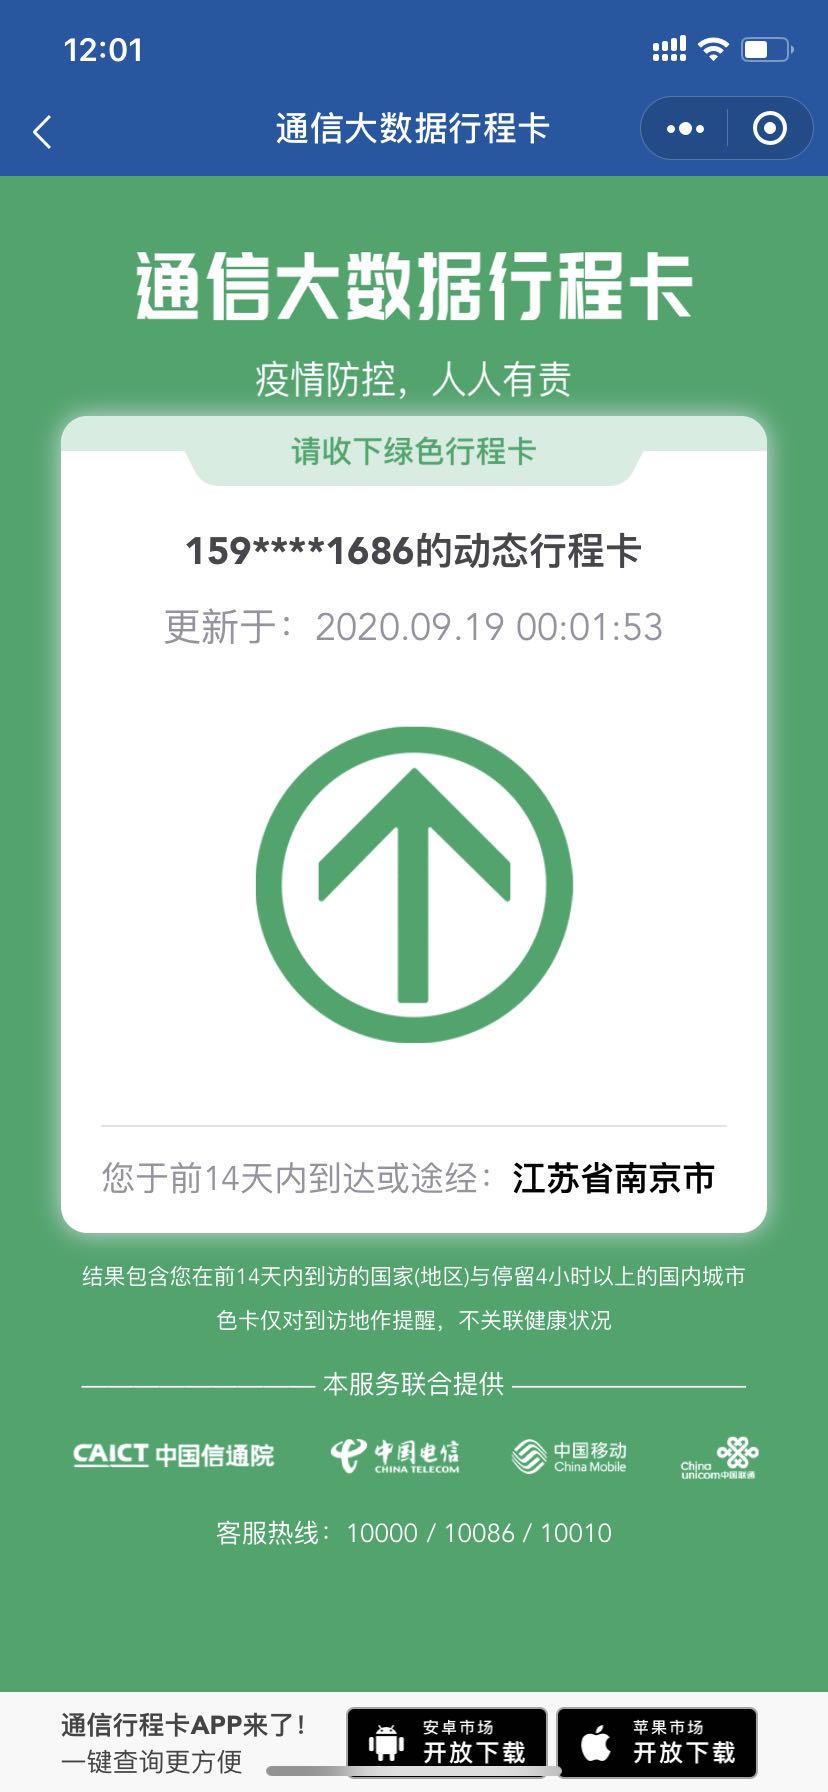 12:01
通信大数据行程卡
通信大数据行程卡
疫情防控，人人有责
请收下绿色行程卡
159****1686的动态行程卡
更新于：2020.09.19 00:01:53
您于前14天内到达或途经：江苏省南京市
结果包含您在前14天内到访的国家(地区)与停留4小时以上的国内城市
色卡仅对到访地作提醒，不关联健康状况
本服务联合提供
CAICT 中国信通院
中国电信
CHINA TELECOM
中国移动
China Mobile
China
unicom中国联通
客服热线：10000 / 10086 / 10010
通信行程卡APP来了！
一键查询更方便
安卓市场
开放下载
苹果市场
开放下载